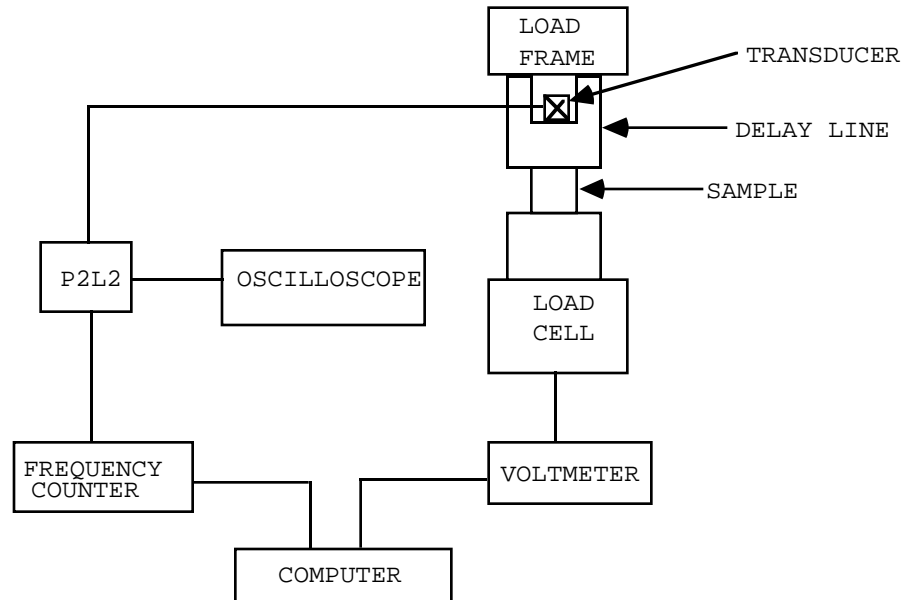 LOAD
FRAME
TRANSDUCER
DELAY LINE
SAMPLE
P2L2
OSCILLOSCOPE
LOAD
CELL
FREQUENCY
COUNTER
VOLTMETER
COMPUTER